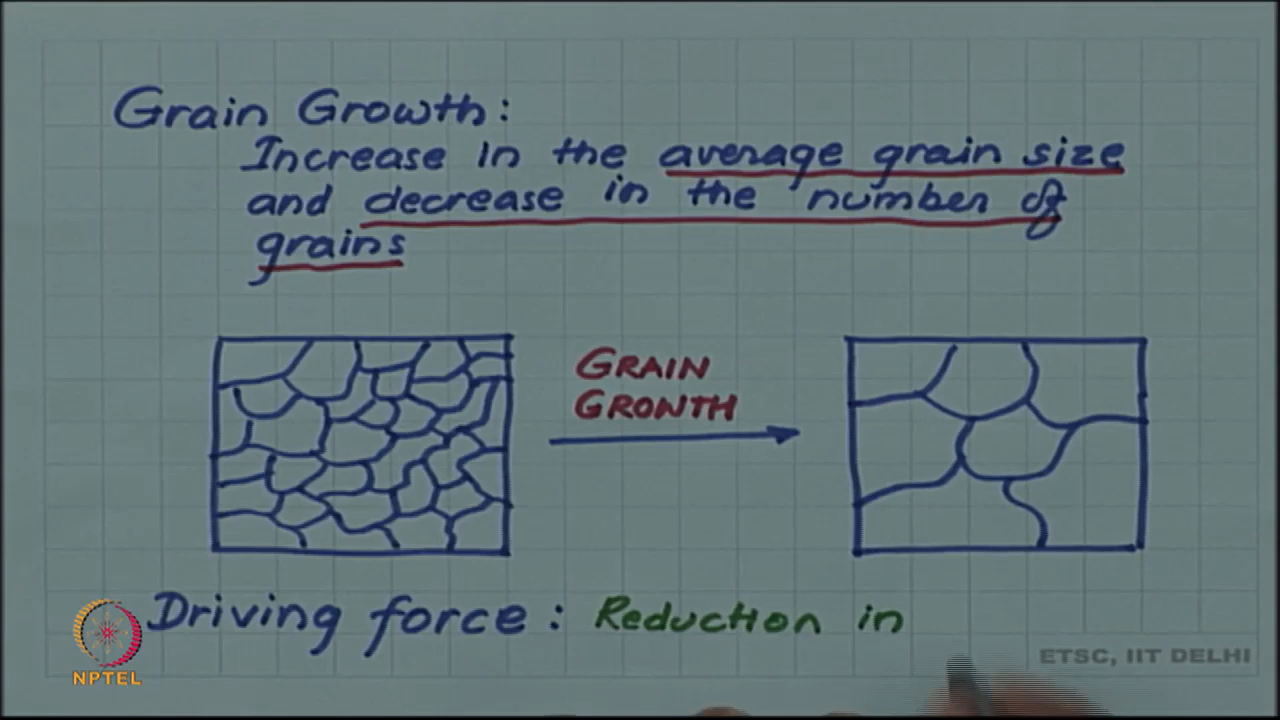 Grain Growth:
Increase in the average grain size
and decrease in the number of
grains
GRAIN
GROWTH
Driving force: Reduction in
NPTEL
ETSC, IIT DELHI